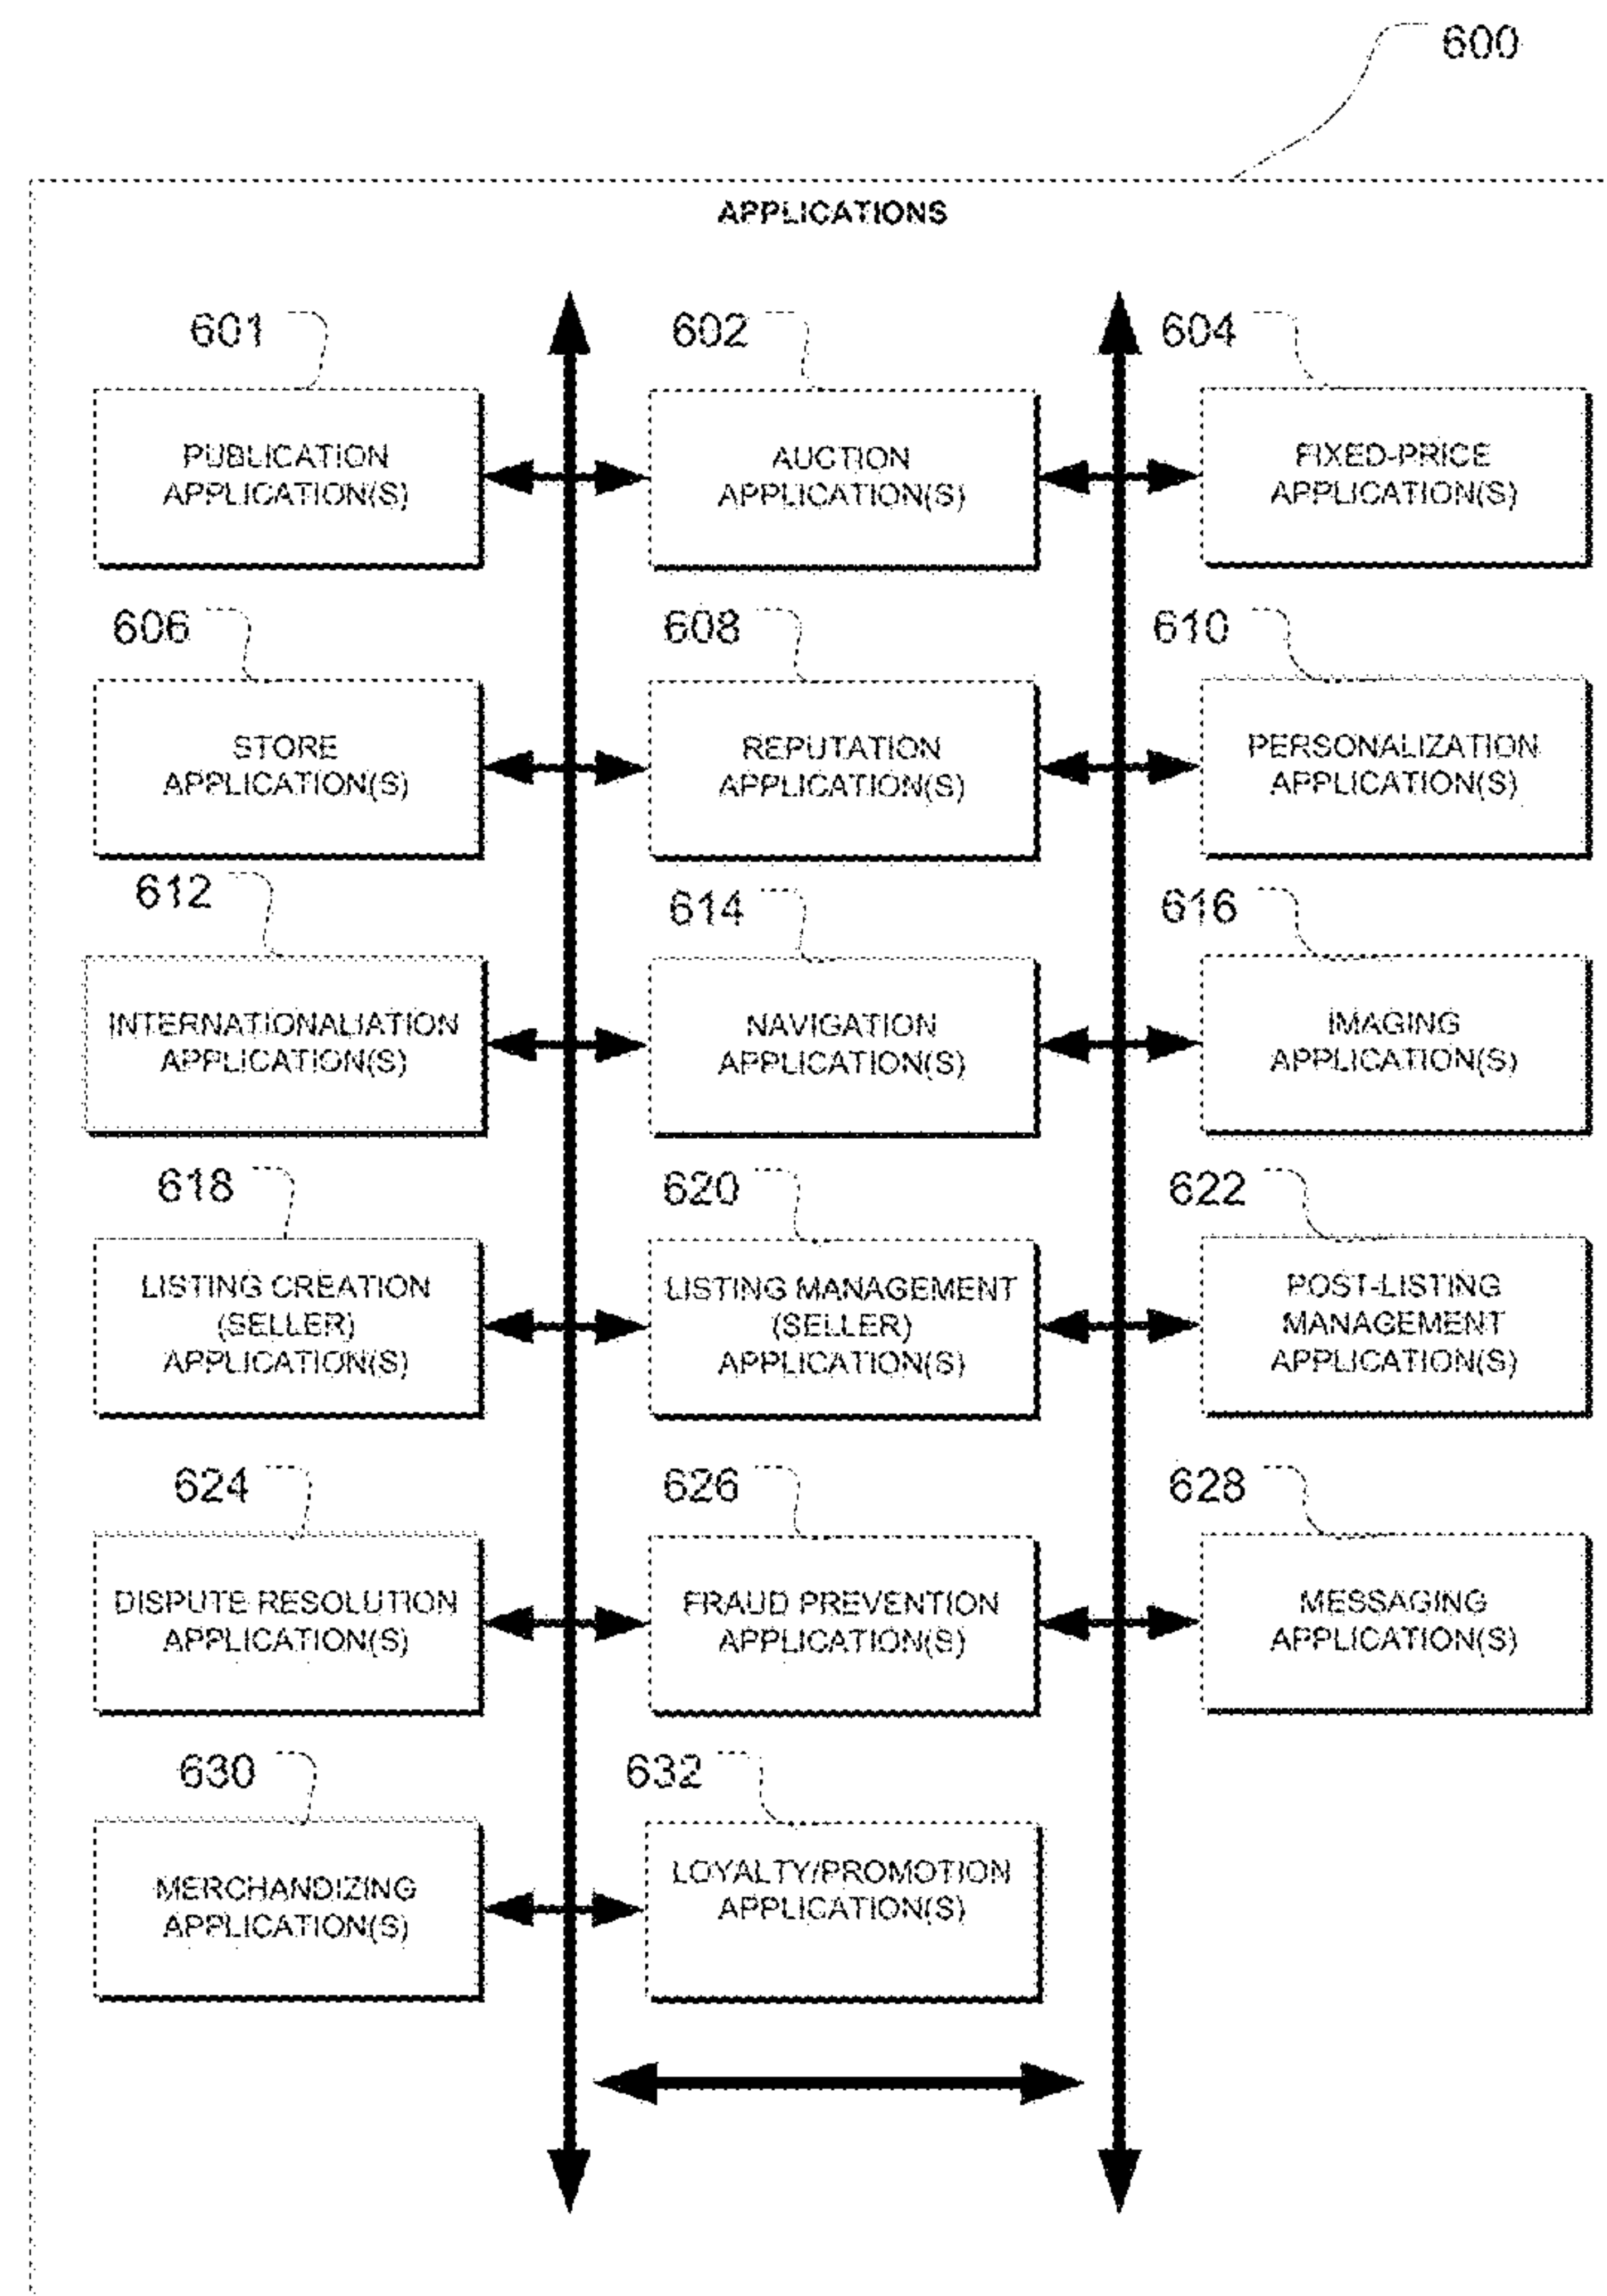 600
APPLICATIONS
601
602
604
PUBLICATION
APPLICATION(S)
AUCTION
APPLICATION(S)
FIXED-PRICE
APPLICATION(S)
606
608
610
STORE
APPLICATION(S)
REPUTATION
APPLICATION(S)
PERSONALIZATION
APPLICATION(S)
612
614
616
INTERNATIONALIATION
APPLICATION(S)
NAVIGATION
APPLICATION(S)
IMAGING
APPLICATION(S)
618
620
622
LISTING CREATION
(SELLER)
APPLICATION(S)
LISTING MANAGEMENT
(SELLER)
APPLICATION(S)
POST-LISTING
MANAGEMENT
APPLICATION(S)
624
626
628
DISPUTE RESOLUTION
APPLICATION(S)
FRAUD PREVENTION
APPLICATION(S)
MESSAGING
APPLICATION(S)
630
632
MERCHANDIZING
APPLICATION(S)
LOYALTY/PROMOTION
APPLICATION(S)